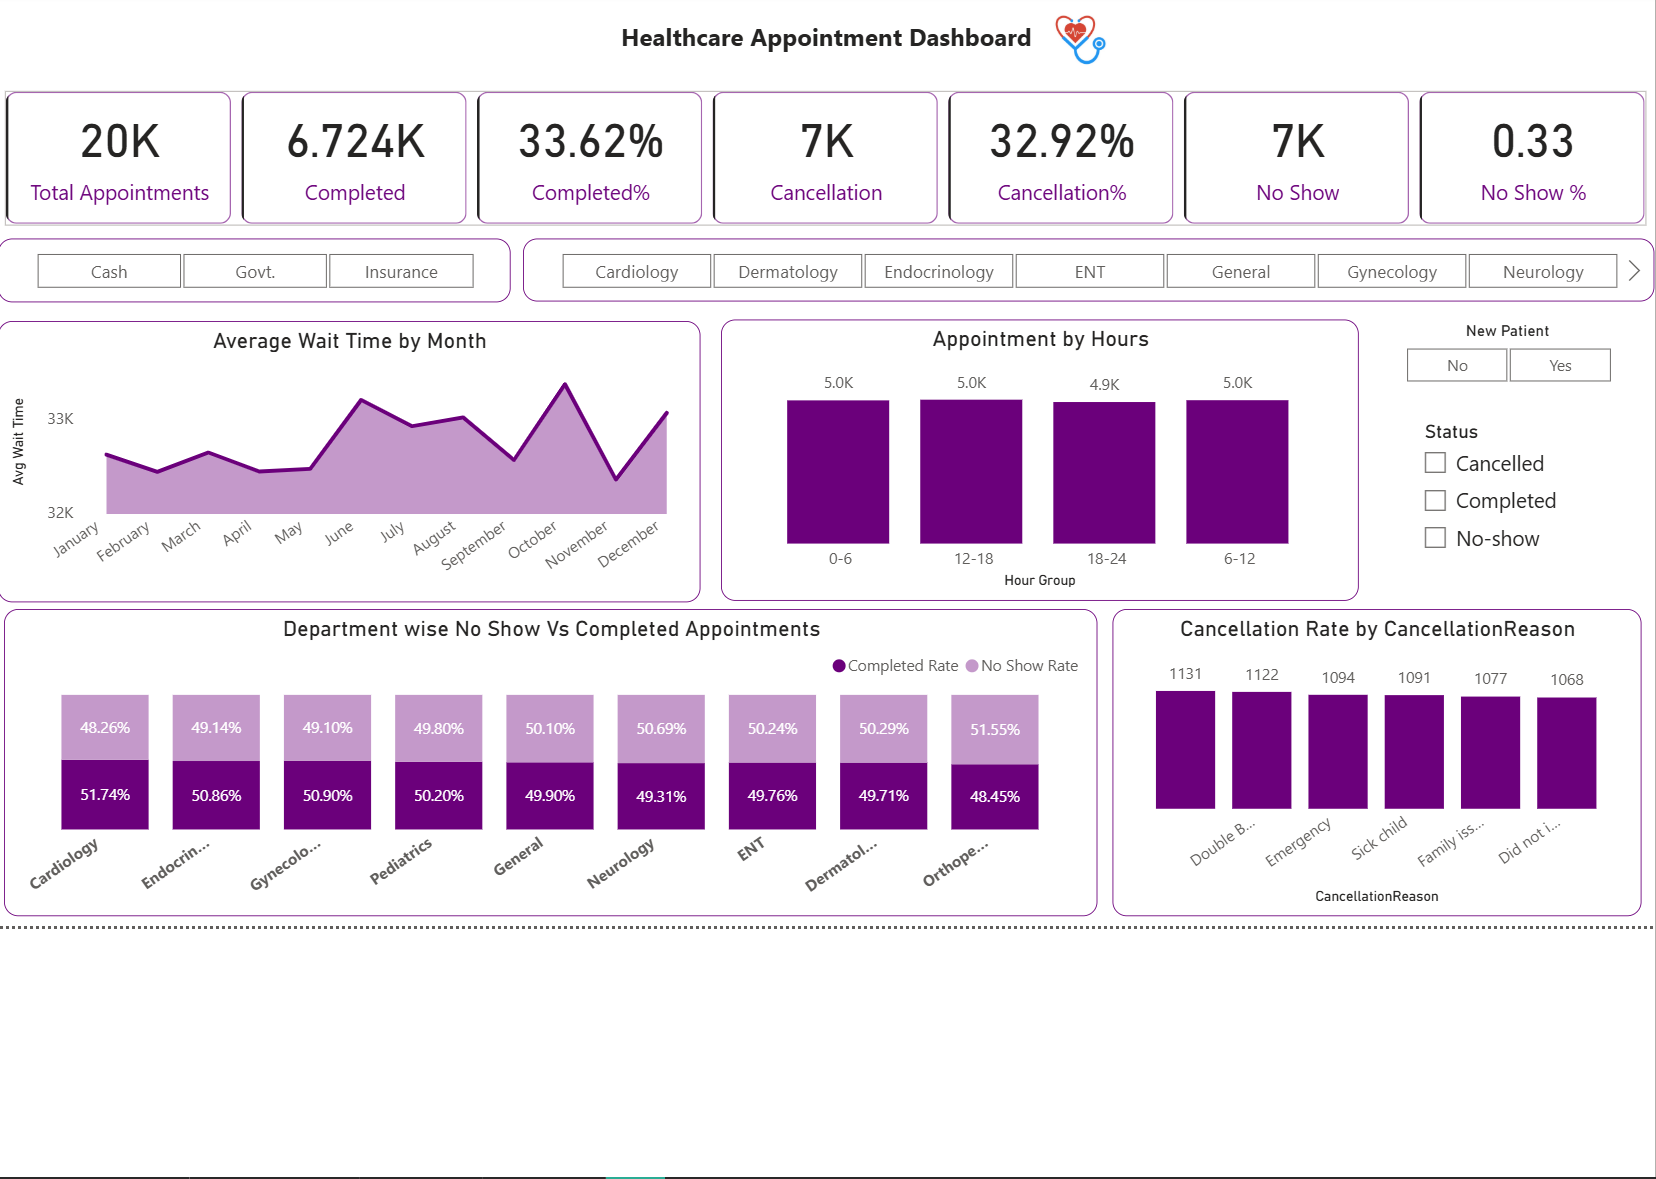 Healthcare Appointment Dashboard
20K
Total Appointments
6.724K
Completed
33.62%
Completed%
7K
Cancellation
32.92%
Cancellation%
7K
No Show
0.33
No Show %
Cash Govt. Insurance
Cardiology Dermatology Endocrinology ENT General Gynecology Neurology
Average Wait Time by Month
Avg Wait Time
33K
32K
January February March April May June July August September October November December
Appointment by Hours
5.0K 5.0K 4.9K 5.0K
0-6 12-18 18-24 6-12
Hour Group
New Patient
No Yes
Status
Cancelled
Completed
No-show
Department wise No Show Vs Completed Appointments
Completed Rate No Show Rate
48.26% 49.14% 49.10% 49.80% 50.10% 50.69% 50.24% 50.29% 51.55%
51.74% 50.86% 50.90% 50.20% 49.90% 49.31% 49.76% 49.71% 48.45%
Cardiology Endocrin... Gynecolo... Pediatrics General Neurology ENT Dermatol... Orthope...
Cancellation Rate by CancellationReason
1131 1122 1094 1091 1077 1068
Double B... Emergency Sick child Family iss... Did not i...
CancellationReason